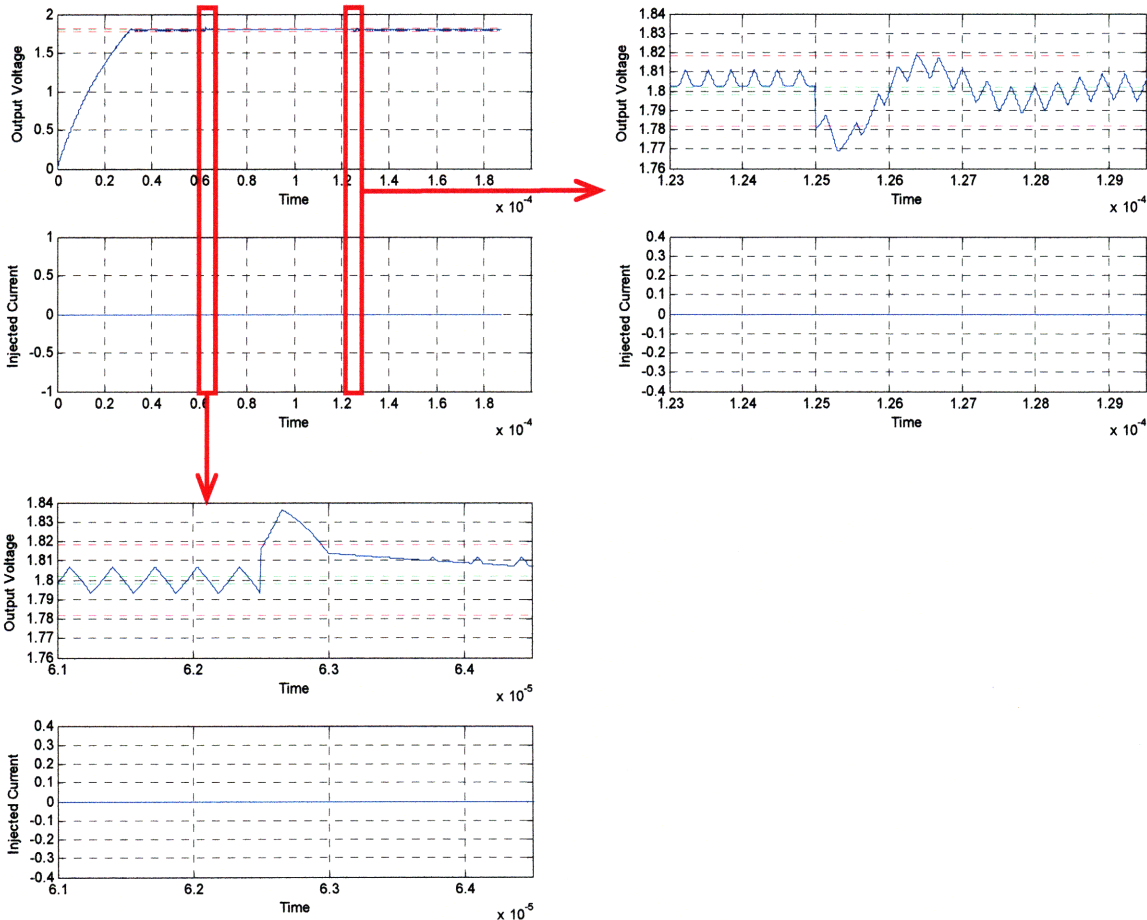 Output Voltage
2
1.5
1
0.5
0
0 0.2 0.4 0.6 0.8 1 1.2 1.4 1.6 1.8
Time
x 10-4
Output Voltage
1.84
1.83
1.82
1.81
1.8
1.79
1.78
1.77
1.76
1.23 1.24 1.25 1.26 1.27 1.28 1.29
Time
x 10-4
Injected Current
1
0.5
0
-0.5
-1
0 0.2 0.4 0.6 0.8 1 1.2 1.4 1.6 1.8
Time
x 10-4
Injected Current
0.4
0.3
0.2
0.1
0
-0.1
-0.2
-0.3
-0.4
1.23 1.24 1.25 1.26 1.27 1.28 1.29
Time
x 10-4
Output Voltage
1.84
1.83
1.82
1.81
1.8
1.79
1.78
1.77
1.76
6.1 6.2 6.3 6.4
Time
x 10-5
Injected Current
0.4
0.3
0.2
0.1
0
-0.1
-0.2
-0.3
-0.4
6.1 6.2 6.3 6.4
Time
x 10-5